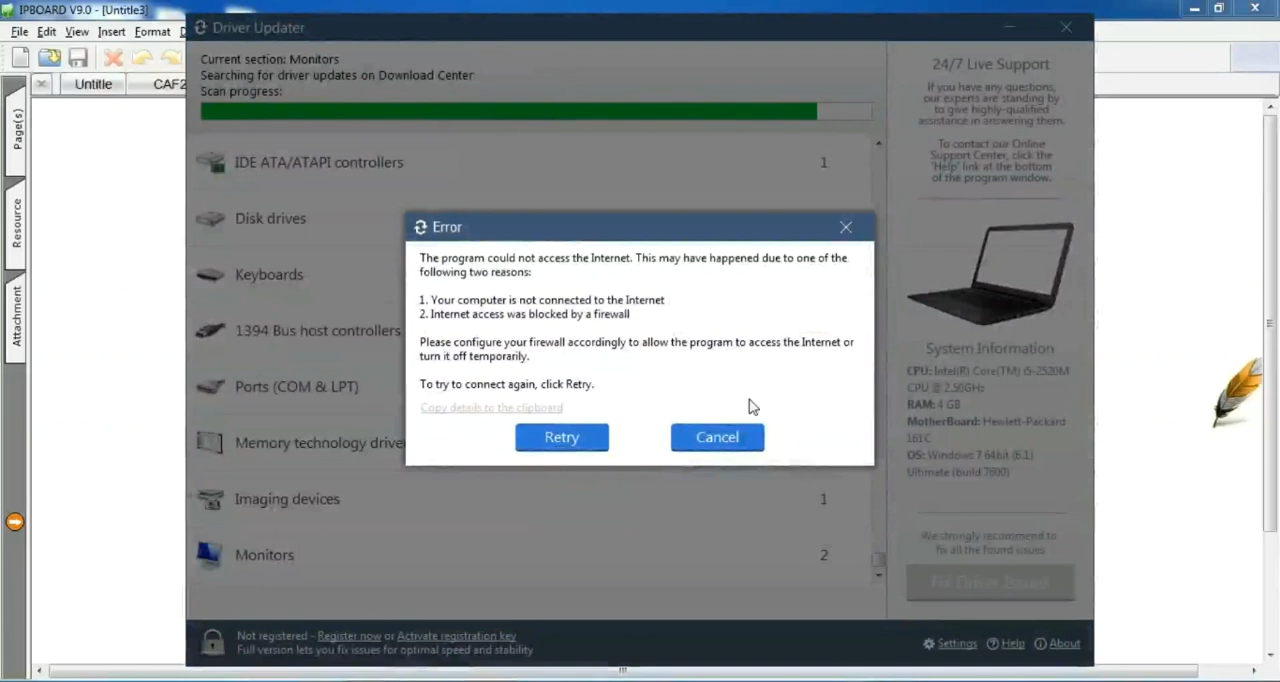 IPBOARD V9.0 - [Untitle3]
File Edit View Insert Format
Untitle
CAF2
Page(s)
Resource
Attachment
Driver Updater
Current section: Monitors
Searching for driver updates on Download Center
Scan progress:
IDE ATA/ATAPI controllers 1
Disk drives
Keyboards
1394 Bus host controllers
Ports (COM & LPT)
Memory technology drive
Imaging devices 1
Monitors 2
Error
The program could not access the Internet. This may have happened due to one of the
following two reasons:
1. Your computer is not connected to the Internet
2. Internet access was blocked by a firewall
Please configure your firewall accordingly to allow the program to access the Internet or
turn it off temporarily.
To try to connect again, click Retry.
Copy details to the clipboard
Retry
Cancel
24/7 Live Support
If you have any questions,
our experts are standing by
to give highly-qualified
assistance in answering them.
To contact our Online
Support Center, click the
'Help' link at the bottom
of the program window.
System Information
CPU: Intel(R) Core(TM) i5-2520M
CPU @ 2.50GHz
RAM: 4 GB
MotherBoard: Hewlett-Packard
161C
OS: Windows 7 64bit (6.1)
Ultimate (build 7600)
We strongly recommend to
fix all the found issues
Fix Driver Issues
Not registered - Register now or Activate registration key
Full version lets you fix issues for optimal speed and stability
Settings Help About